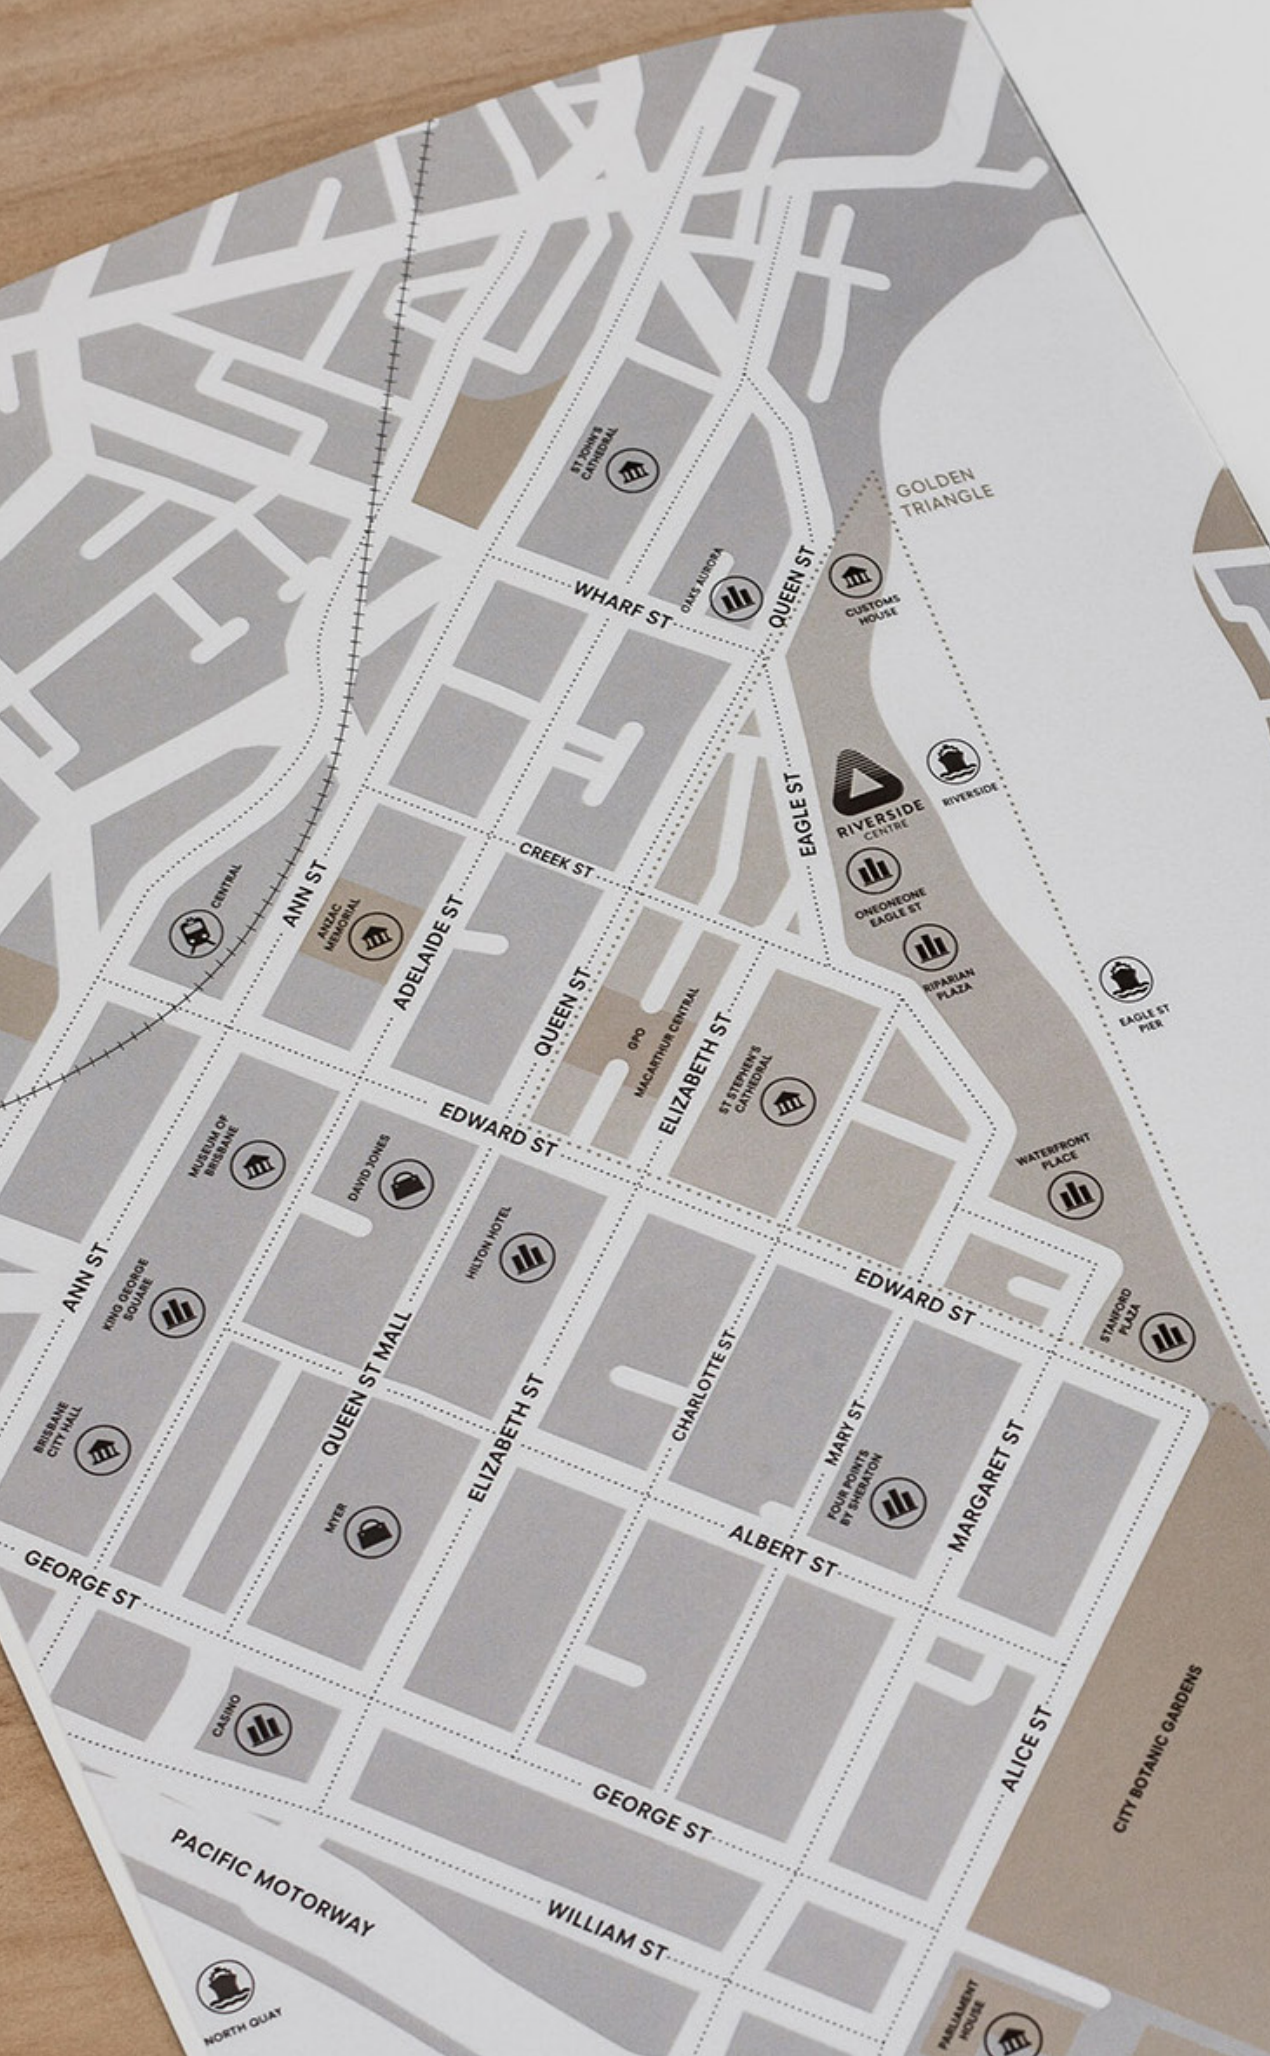 GOLDEN
TRIANGLE
ST JOHN'S
CATHEDRAL
OAKS AURORA
QUEEN ST
WHARF ST
CUSTOMS
HOUSE
RIVERSIDE
CENTRE
RIVERSIDE
EAGLE ST
CREEK ST
CENTRAL
ANN ST
ANZAC
MEMORIAL
ADELAIDE ST
ONEONEONE
EAGLE ST
RIPARIAN
PLAZA
EAGLE ST
PIER
QUEEN ST
GPO
MACARTHUR CENTRAL
ELIZABETH ST
ST STEPHEN'S
CATHEDRAL
EDWARD ST
MUSEUM OF
BRISBANE
DAVID JONES
WATERFRONT
PLACE
HILTON HOTEL
ANN ST
KING GEORGE
SQUARE
EDWARD ST
STANFORD
PLAZA
QUEEN ST MALL
CHARLOTTE ST
BRISBANE
CITY HALL
ELIZABETH ST
MARY ST
MARGARET ST
FOUR POINTS
BY SHERATON
MYER
ALBERT ST
GEORGE ST
CASINO
ALICE ST
CITY BOTANIC GARDENS
GEORGE ST
PACIFIC MOTORWAY
WILLIAM ST
NORTH QUAY
PARLIAMENT
HOUSE